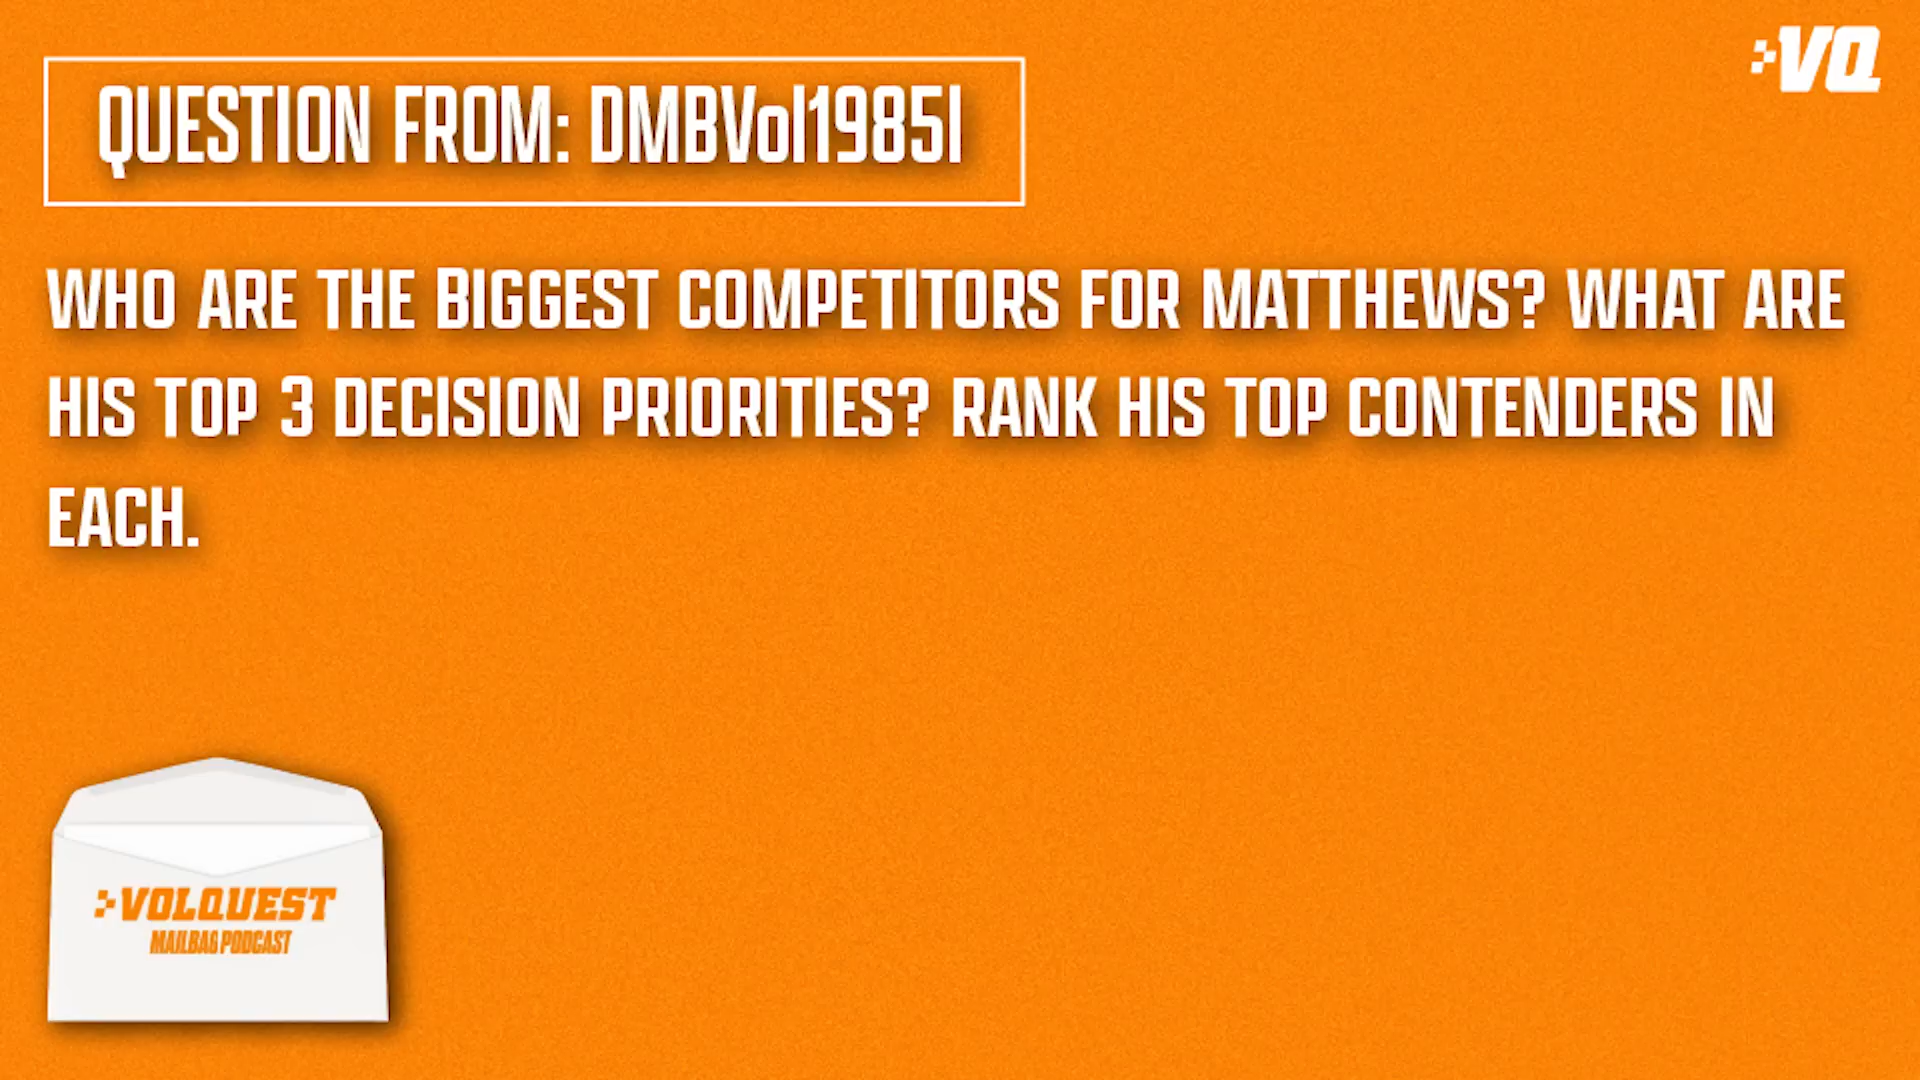 VQ
QUESTION FROM: DMBVol1985l
WHO ARE THE BIGGEST COMPETITORS FOR MATTHEWS? WHAT ARE
HIS TOP 3 DECISION PRIORITIES? RANK HIS TOP CONTENDERS IN
EACH.
VOLQUEST
MAILBAG PODCAST